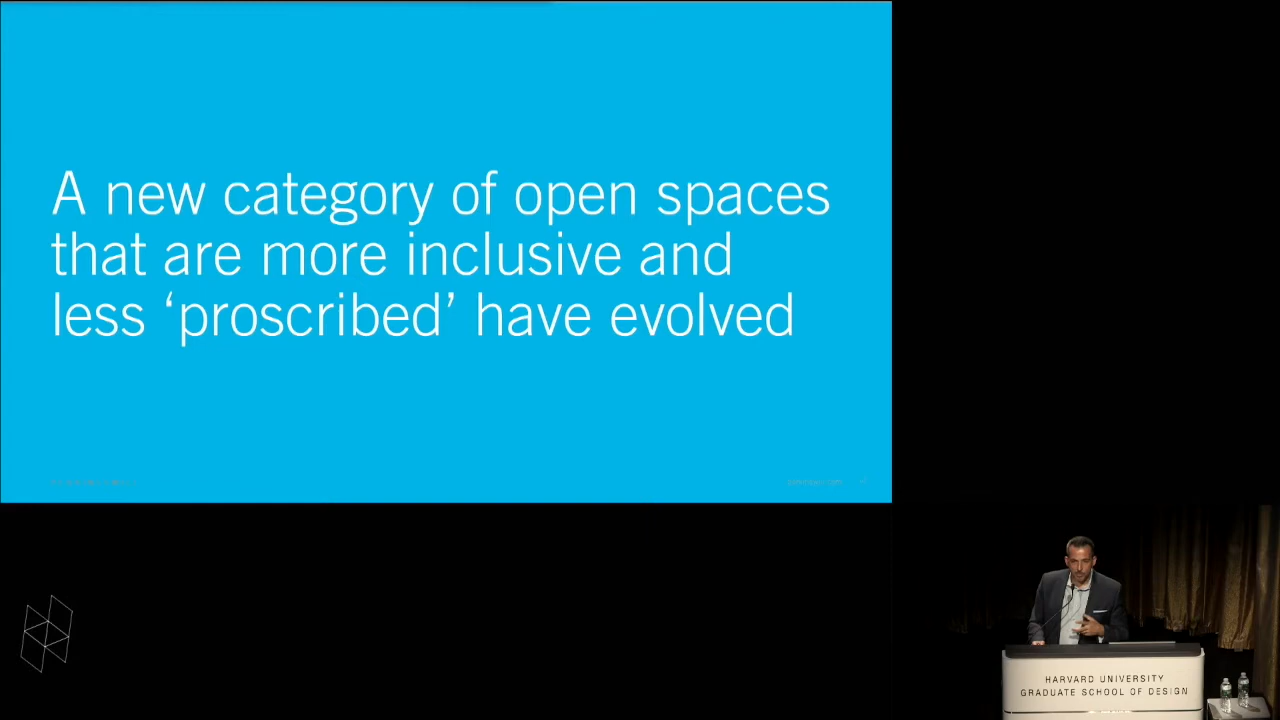 A new category of open spaces
that are more inclusive and
less ‘proscribed’ have evolved
HARVARD UNIVERSITY
GRADUATE SCHOOL OF DESIGN